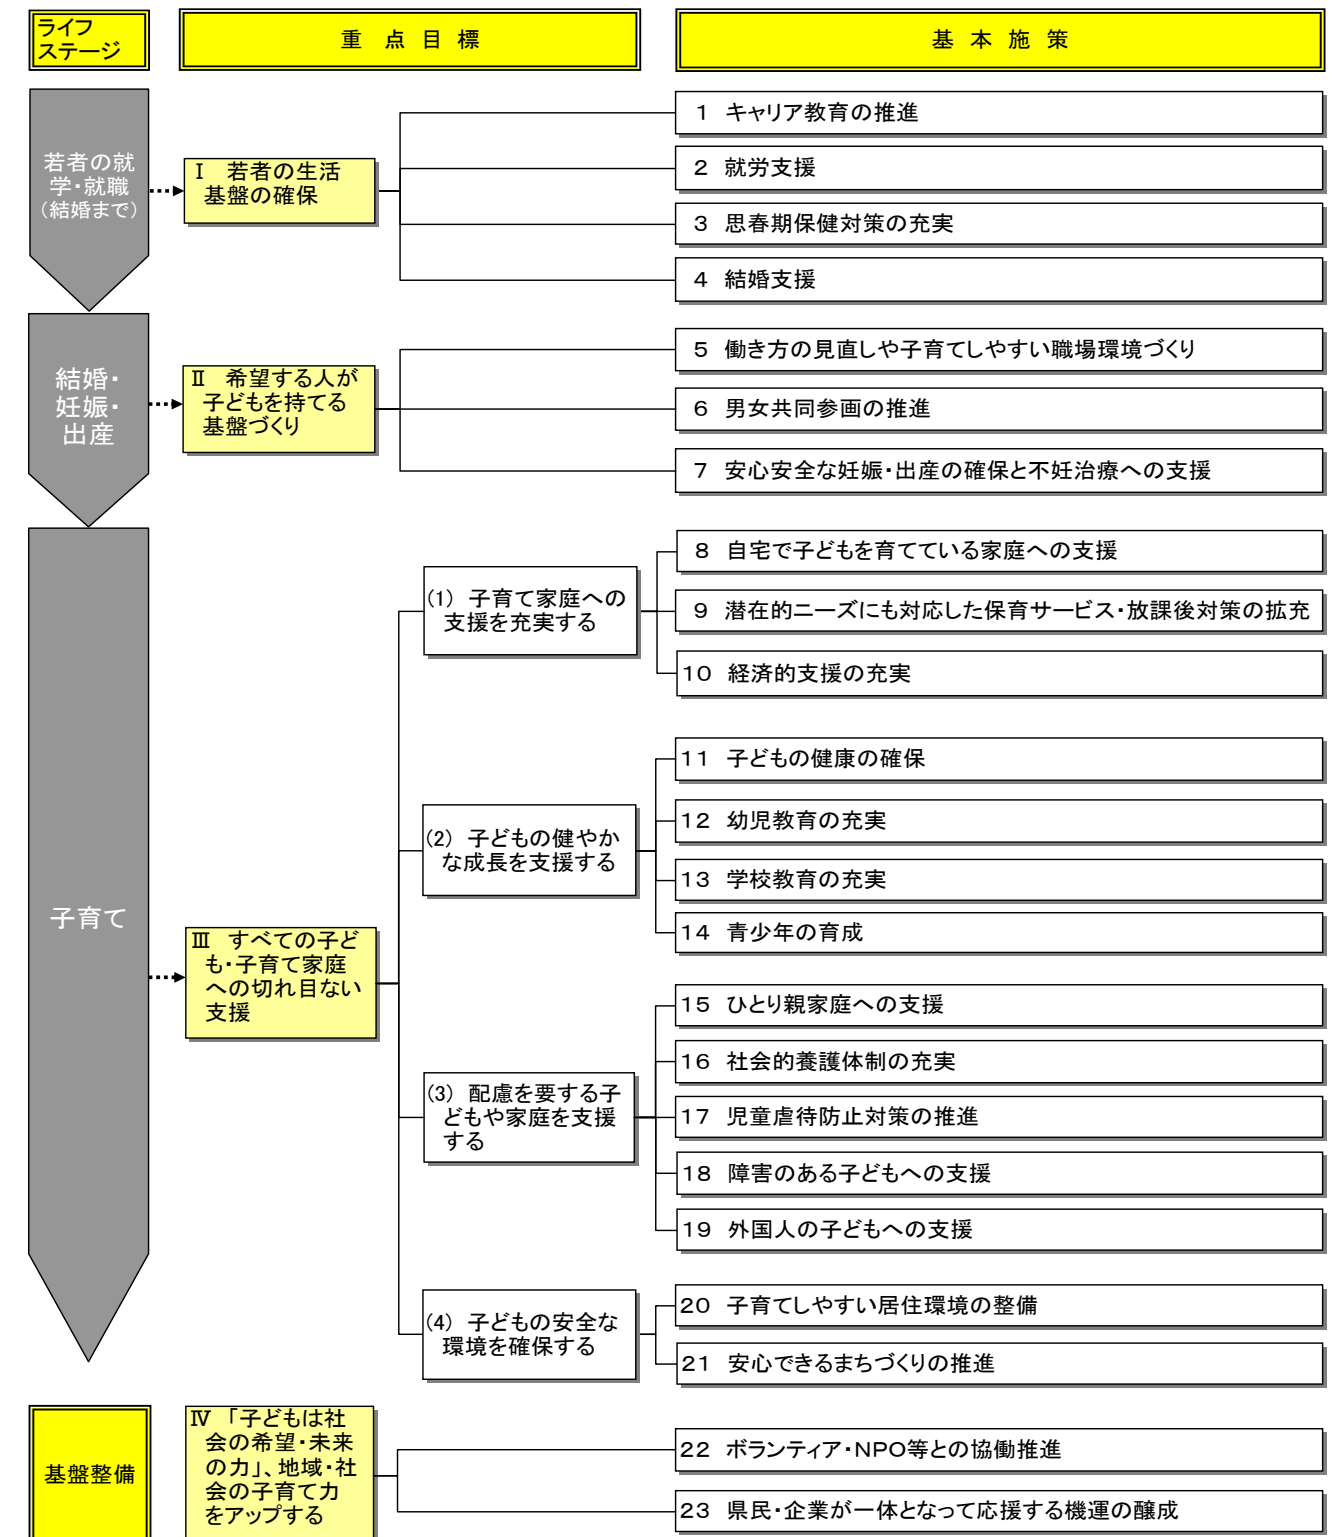 ライフ
ステージ
重 点 目 標
基 本 施 策
若者の就
学・就職
（結婚まで）
Ⅰ 若者の生活
基盤の確保
1 キャリア教育の推進
2 就労支援
3 思春期保健対策の充実
4 結婚支援
結婚・
妊娠・
出産
Ⅱ 希望する人が
子どもを持てる
基盤づくり
5 働き方の見直しや子育てしやすい職場環境づくり
6 男女共同参画の推進
7 安心安全な妊娠・出産の確保と不妊治療への支援
子育て
Ⅲ すべての子ど
も・子育て家庭
への切れ目ない
支援
(1) 子育て家庭への
支援を充実する
8 自宅で子どもを育てている家庭への支援
9 潜在的ニーズにも対応した保育サービス・放課後対策の拡充
10 経済的支援の充実
(2) 子どもの健やか
な成長を支援する
11 子どもの健康の確保
12 幼児教育の充実
13 学校教育の充実
14 青少年の育成
(3) 配慮を要する子
どもや家庭を支援
する
15 ひとり親家庭への支援
16 社会的養護体制の充実
17 児童虐待防止対策の推進
18 障害のある子どもへの支援
19 外国人の子どもへの支援
(4) 子どもの安全な
環境を確保する
20 子育てしやすい居住環境の整備
21 安心できるまちづくりの推進
基盤整備
Ⅳ 「子どもは社
会の希望・未来
の力」、地域・社
会の子育て力
をアップする
22 ボランティア・NPO等との協働推進
23 県民・企業が一体となって応援する機運の醸成